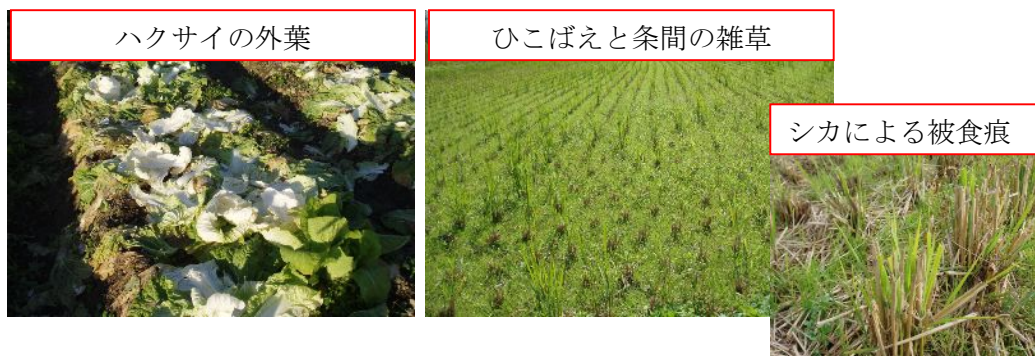 ハクサイの外葉
ひこばえと条間の雑草
シカによる被食痕